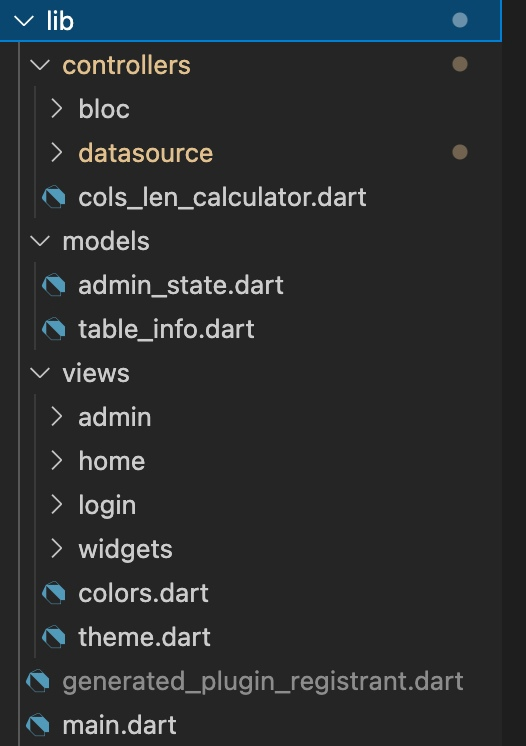 lib
controllers
bloc
datasource
cols_len_calculator.dart
models
admin_state.dart
table_info.dart
views
admin
home
login
widgets
colors.dart
theme.dart
generated_plugin_registrant.dart
main.dart